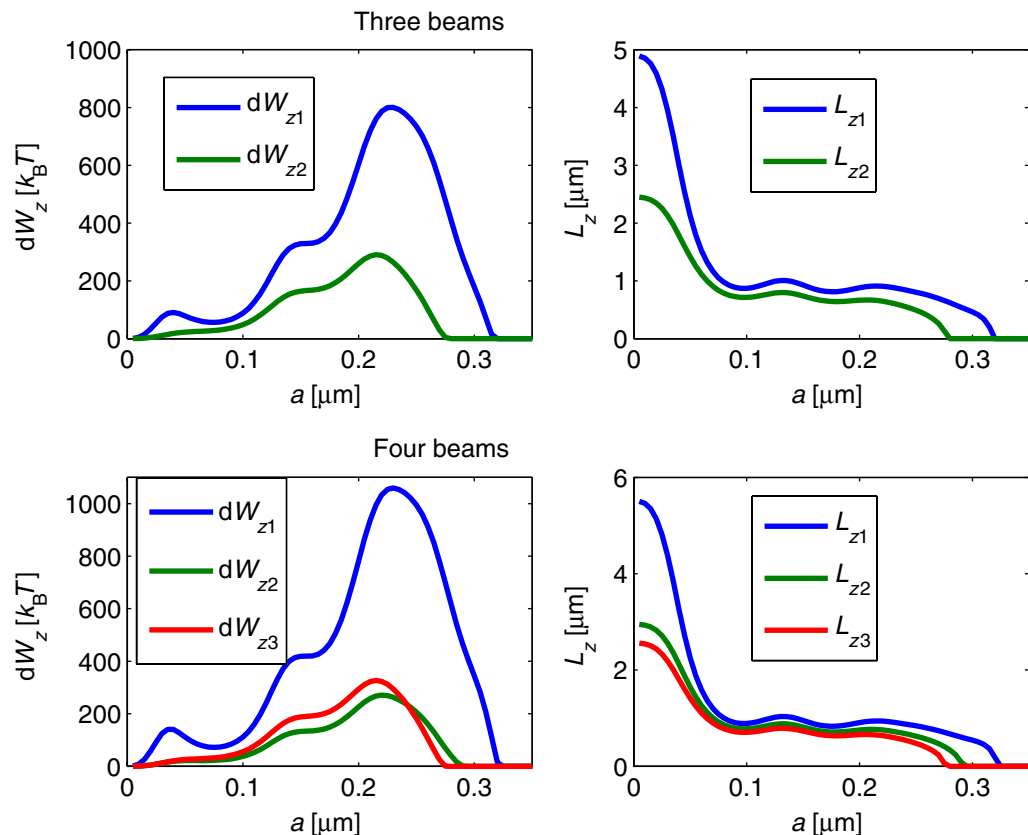 Three beams
1000
800
600
400
200
0
dW_z [k_BT]
dW_z1
dW_z2
0 0.1 0.2 0.3
a [μm]
5
4
3
2
1
0
L_z [μm]
L_z1
L_z2
0 0.1 0.2 0.3
a [μm]
Four beams
1000
800
600
400
200
0
dW_z [k_BT]
dW_z1
dW_z2
dW_z3
0 0.1 0.2 0.3
a [μm]
6
4
2
0
L_z [μm]
L_z1
L_z2
L_z3
0 0.1 0.2 0.3
a [μm]